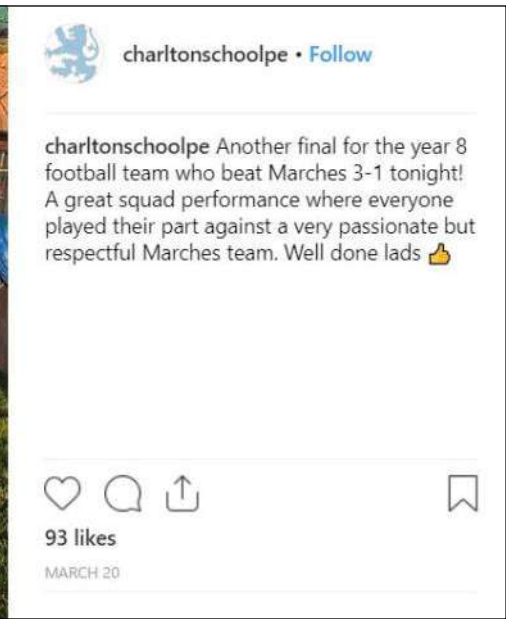 charltonschoolpe • Follow
charltonschoolpe Another final for the year 8
football team who beat Marches 3-1 tonight!
A great squad performance where everyone
played their part against a very passionate but
respectful Marches team. Well done lads 👍
93 likes
MARCH 20